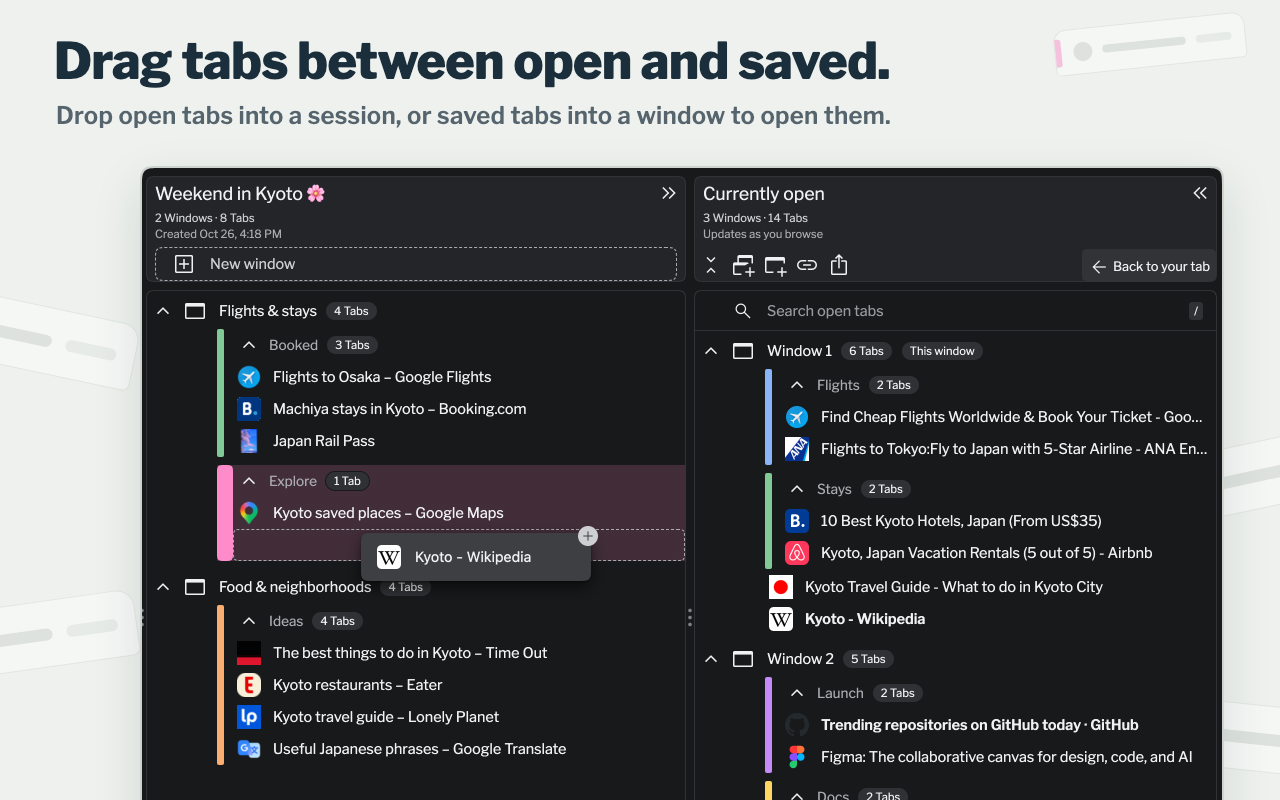 Drag tabs between open and saved.
Drop open tabs into a session, or saved tabs into a window to open them.
Weekend in Kyoto 🌸
2 Windows · 8 Tabs
Created Oct 26, 4:18 PM
New window
Flights & stays 4 Tabs
Booked 3 Tabs
Flights to Osaka – Google Flights
B. Machiya stays in Kyoto – Booking.com
Japan Rail Pass
Explore 1 Tab
Kyoto saved places – Google Maps
W Kyoto - Wikipedia
Food & neighborhoods 4 Tabs
Ideas 4 Tabs
The best things to do in Kyoto – Time Out
E Kyoto restaurants – Eater
lp Kyoto travel guide – Lonely Planet
G Useful Japanese phrases – Google Translate
Currently open
3 Windows · 14 Tabs
Updates as you browse
Back to your tab
Search open tabs /
Window 1 6 Tabs This window
Flights 2 Tabs
Find Cheap Flights Worldwide & Book Your Ticket - Goo...
ANA Flights to Tokyo:Fly to Japan with 5-Star Airline - ANA En...
Stays 2 Tabs
B. 10 Best Kyoto Hotels, Japan (From US$35)
Kyoto, Japan Vacation Rentals (5 out of 5) - Airbnb
Kyoto Travel Guide - What to do in Kyoto City
W Kyoto - Wikipedia
Window 2 5 Tabs
Launch 2 Tabs
Trending repositories on GitHub today · GitHub
Figma: The collaborative canvas for design, code, and AI
Docs 2 Tabs